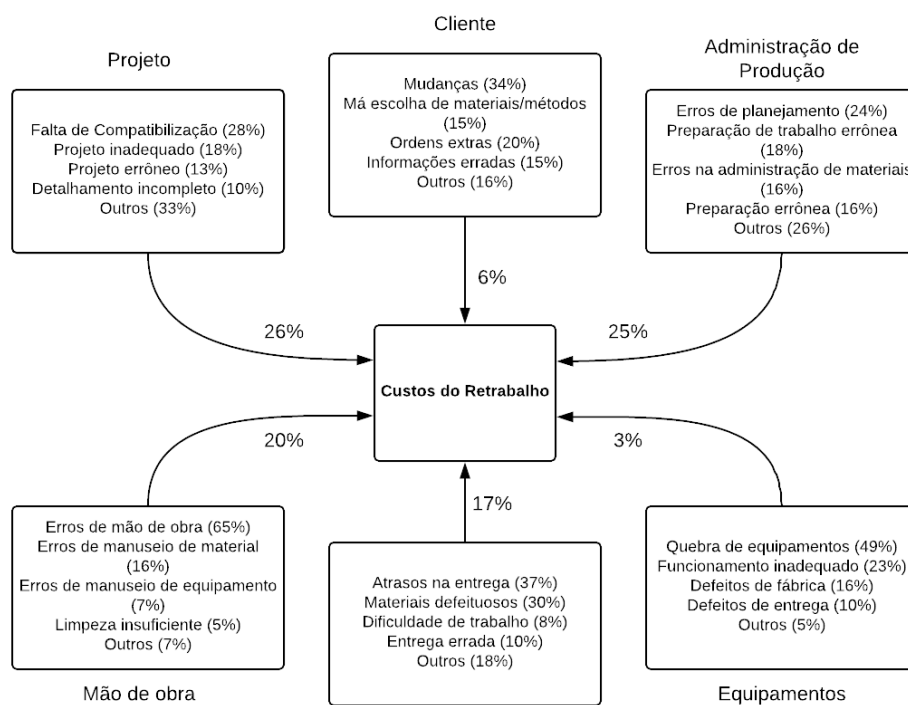 Projeto
Falta de Compatibilização (28%)
Projeto inadequado (18%)
Projeto errôneo (13%)
Detalhamento incompleto (10%)
Outros (33%)
Cliente
Mudanças (34%)
Má escolha de materiais/métodos
(15%)
Ordens extras (20%)
Informações erradas (15%)
Outros (16%)
Administração de
Produção
Erros de planejamento (24%)
Preparação de trabalho errônea
(18%)
Erros na administração de materiais
(16%)
Preparação errônea (16%)
Outros (26%)
26%
6%
25%
Custos do Retrabalho
20%
17%
3%
Erros de mão de obra (65%)
Erros de manuseio de material
(16%)
Erros de manuseio de equipamento
(7%)
Limpeza insuficiente (5%)
Outros (7%)
Mão de obra
Atrasos na entrega (37%)
Materiais defeituosos (30%)
Dificuldade de trabalho (8%)
Entrega errada (10%)
Outros (18%)
Quebra de equipamentos (49%)
Funcionamento inadequado (23%)
Defeitos de fábrica (16%)
Defeitos de entrega (10%)
Outros (5%)
Equipamentos